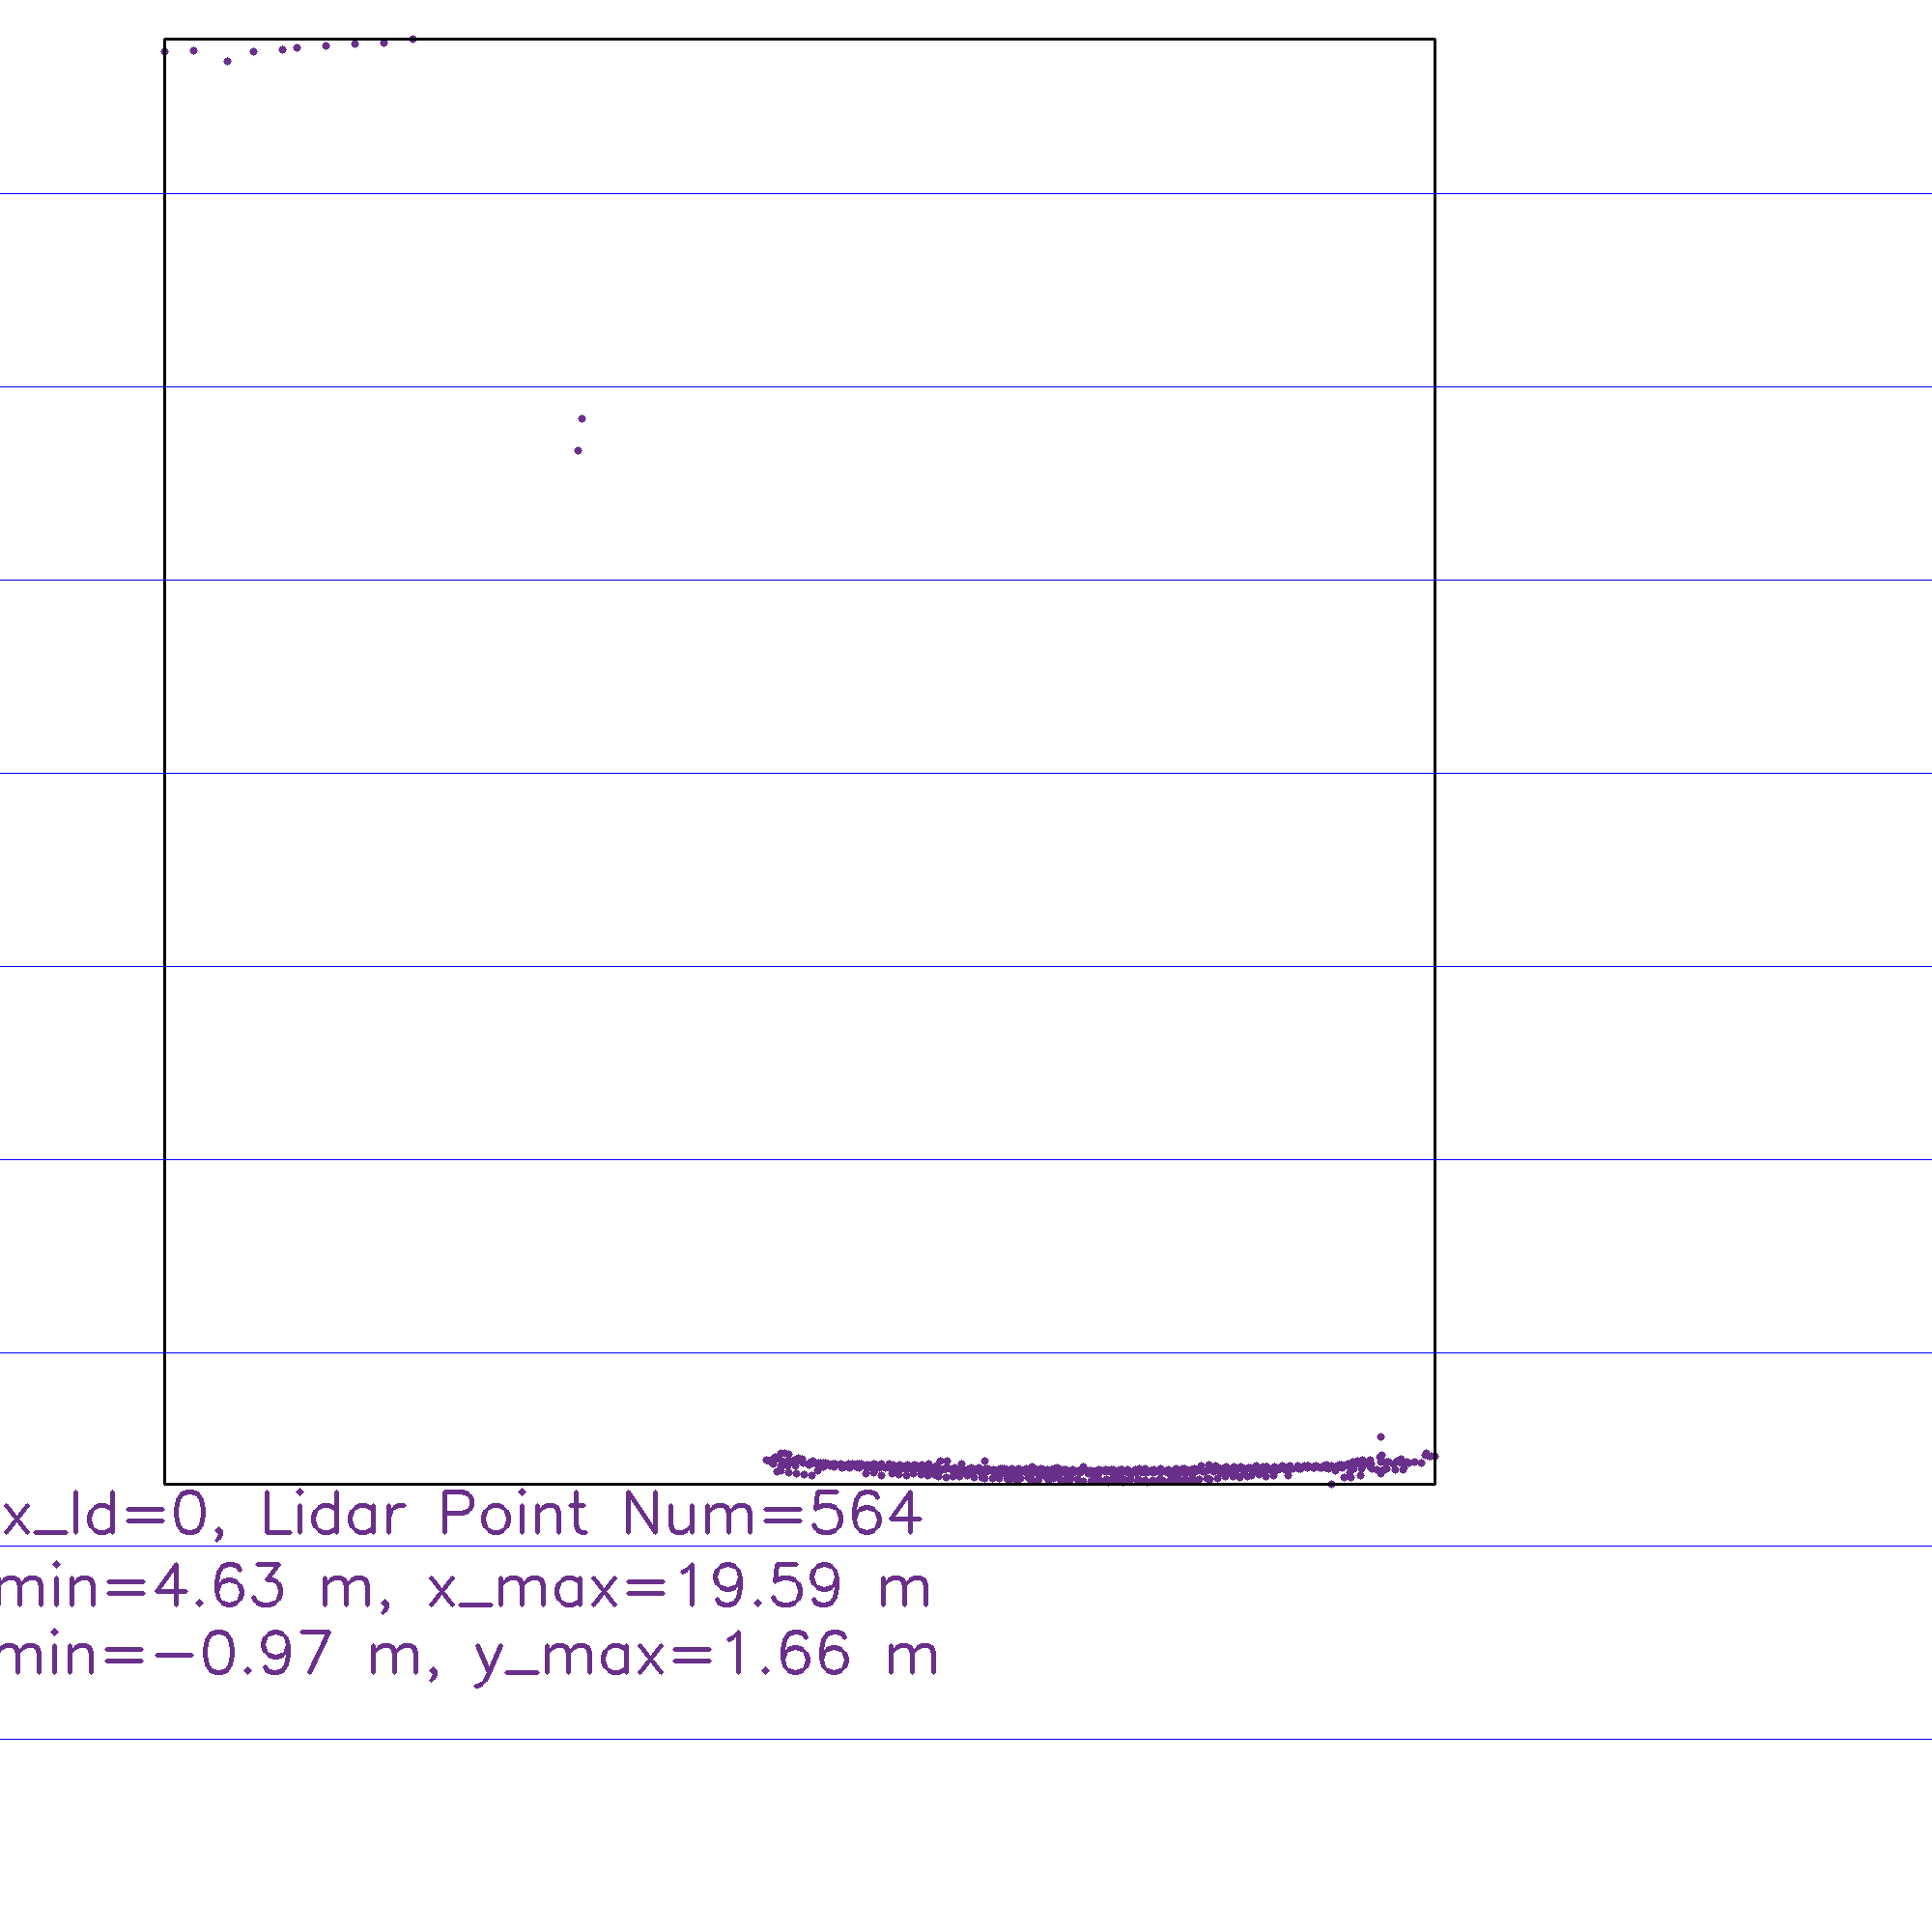 x_Id=0, Lidar Point Num=564
min=4.63 m, x_max=19.59 m
min=-0.97 m, y_max=1.66 m